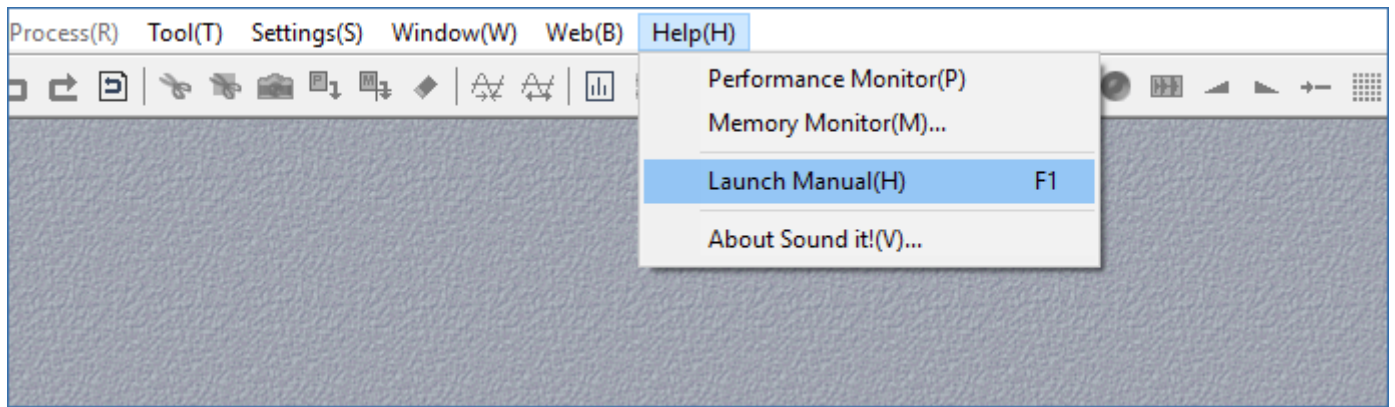 Process(R) Tool(T) Settings(S) Window(W) Web(B) Help(H)
Performance Monitor(P)
Memory Monitor(M)...
Launch Manual(H) F1
About Sound it!(V)...